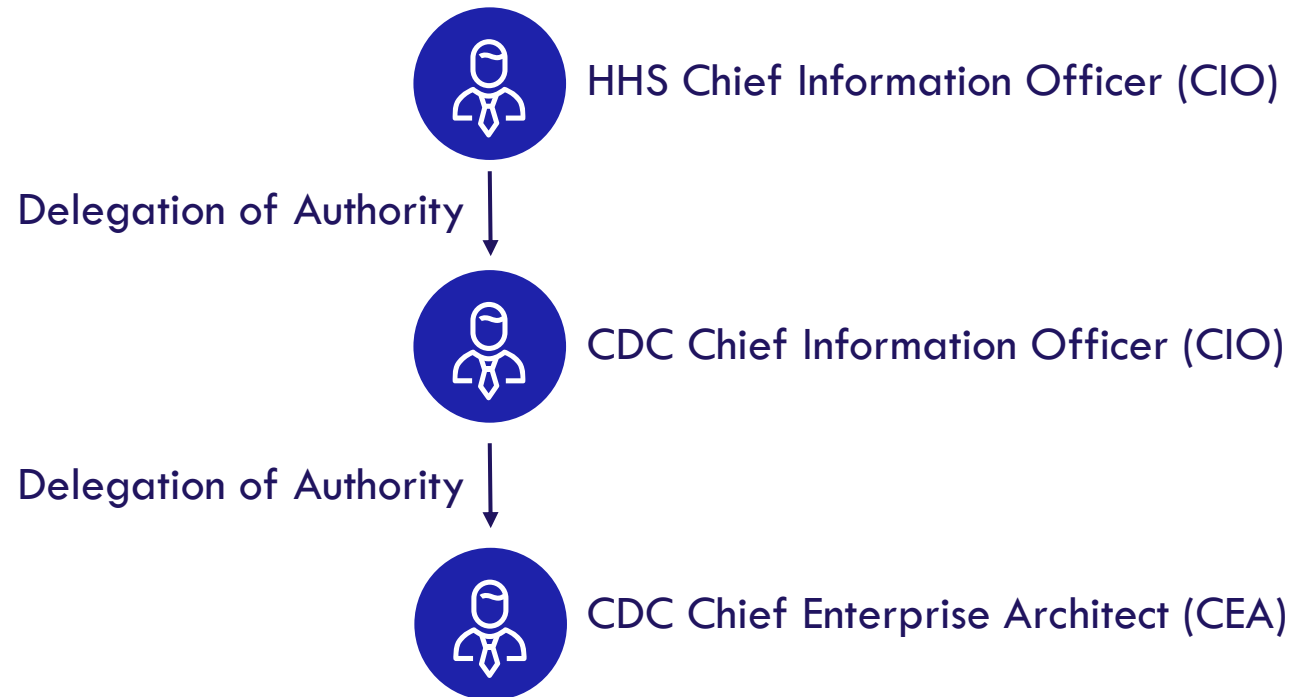 HHS Chief Information Officer (CIO)
Delegation of Authority
CDC Chief Information Officer (CIO)
Delegation of Authority
CDC Chief Enterprise Architect (CEA)